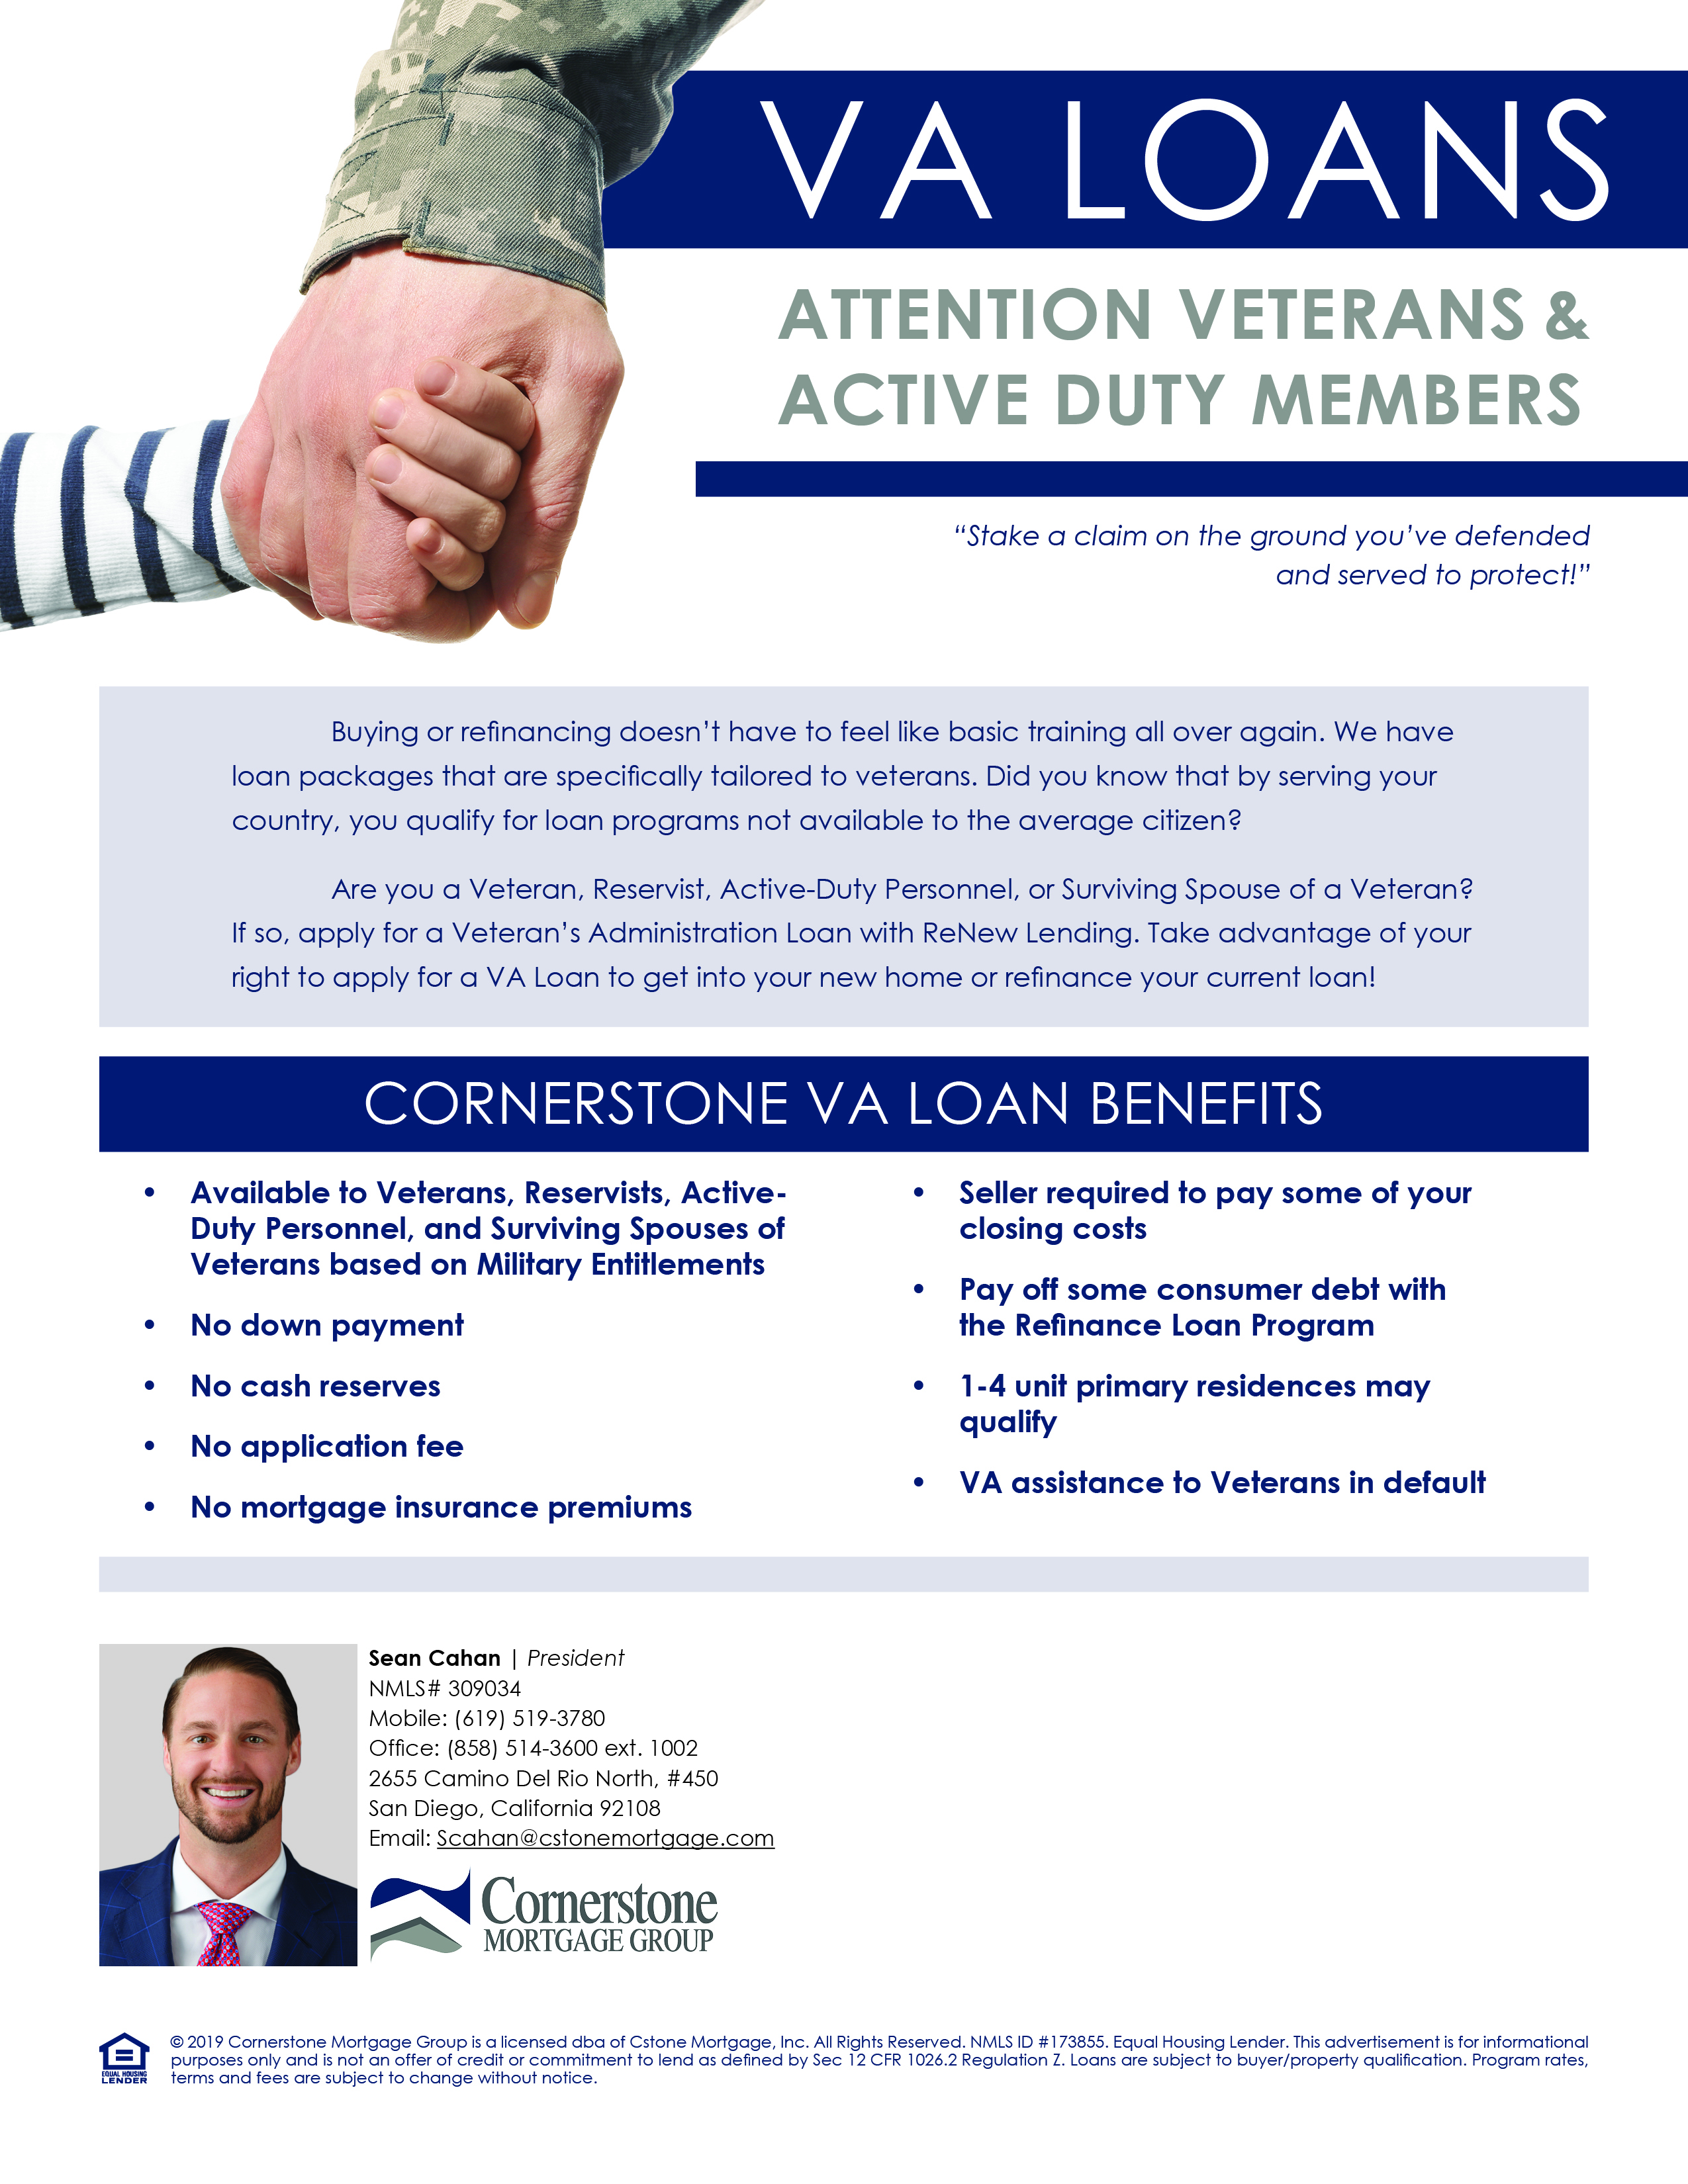 VA LOANS
ATTENTION VETERANS &
ACTIVE DUTY MEMBERS
“Stake a claim on the ground you’ve defended
and served to protect!”
Buying or refinancing doesn’t have to feel like basic training all over again. We have
loan packages that are specifically tailored to veterans. Did you know that by serving your
country, you qualify for loan programs not available to the average citizen?
Are you a Veteran, Reservist, Active-Duty Personnel, or Surviving Spouse of a Veteran?
If so, apply for a Veteran’s Administration Loan with ReNew Lending. Take advantage of your
right to apply for a VA Loan to get into your new home or refinance your current loan!
CORNERSTONE VA LOAN BENEFITS
• Available to Veterans, Reservists, Active-
Duty Personnel, and Surviving Spouses of
Veterans based on Military Entitlements
• No down payment
• No cash reserves
• No application fee
• No mortgage insurance premiums
• Seller required to pay some of your
closing costs
• Pay off some consumer debt with
the Refinance Loan Program
• 1-4 unit primary residences may
qualify
• VA assistance to Veterans in default
Sean Cahan | President
NMLS# 309034
Mobile: (619) 519-3780
Office: (858) 514-3600 ext. 1002
2655 Camino Del Rio North, #450
San Diego, California 92108
Email: Scahan@cstonemortgage.com
Cornerstone
MORTGAGE GROUP
EQUAL HOUSING
LENDER
© 2019 Cornerstone Mortgage Group is a licensed dba of Cstone Mortgage, Inc. All Rights Reserved. NMLS ID #173855. Equal Housing Lender. This advertisement is for informational
purposes only and is not an offer of credit or commitment to lend as defined by Sec 12 CFR 1026.2 Regulation Z. Loans are subject to buyer/property qualification. Program rates,
terms and fees are subject to change without notice.